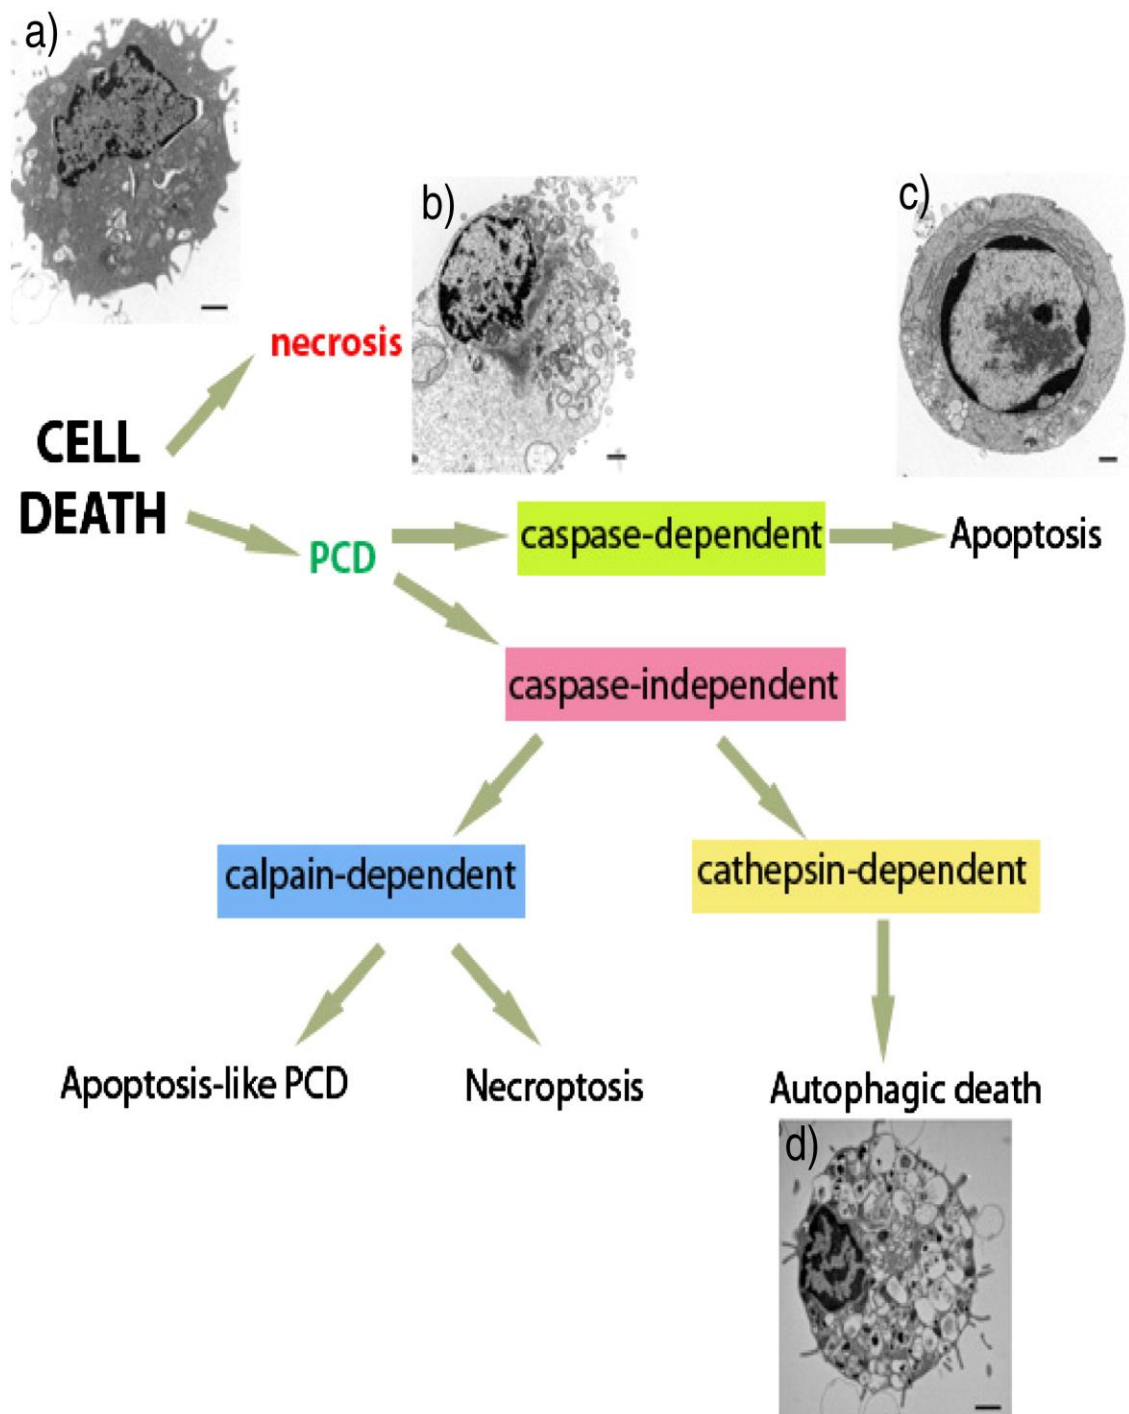 a)
b)
c)
necrosis
CELL
DEATH
PCD
caspase-dependent
Apoptosis
caspase-independent
calpain-dependent
cathepsin-dependent
Apoptosis-like PCD
Necroptosis
Autophagic death
d)